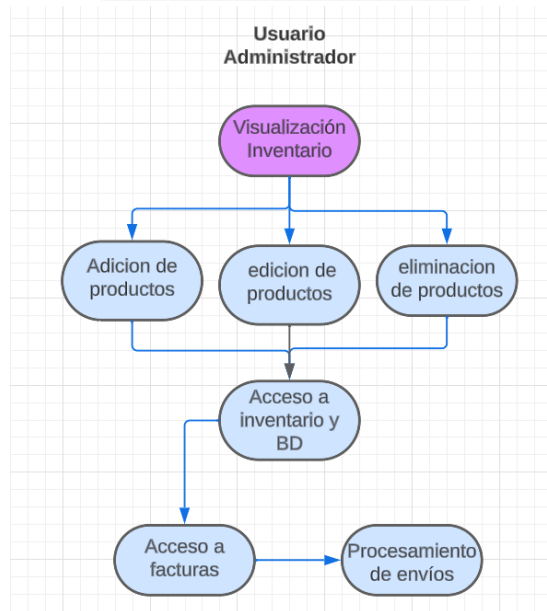 Usuario
Administrador
Visualización
Inventario
Adicion de
productos
edicion de
productos
eliminacion
de productos
Acceso a
inventario y
BD
Acceso a
facturas
Procesamiento
de envíos